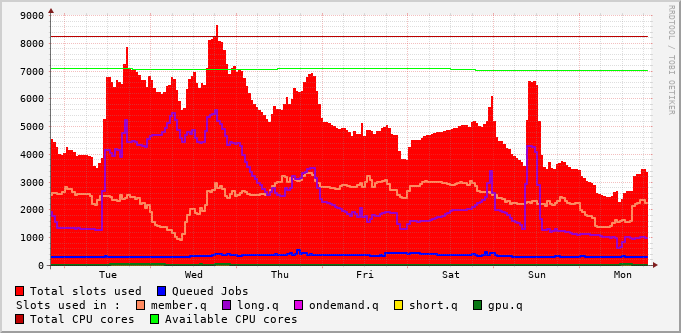 9000
8000
7000
6000
5000
4000
3000
2000
1000
0
Tue Wed Thu Fri Sat Sun Mon
RRDTOOL / TOBI OETIKER
Total slots used Queued Jobs
Slots used in : member.q long.q ondemand.q short.q gpu.q
Total CPU cores Available CPU cores